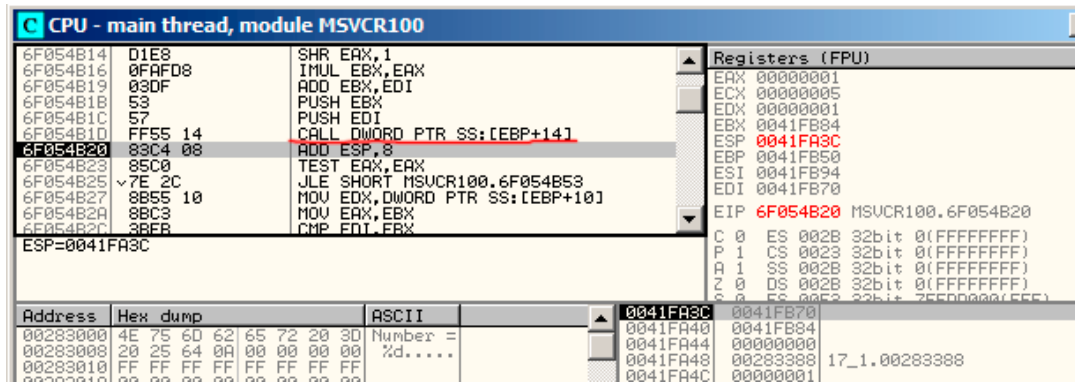 C CPU - main thread, module MSVCR100
6F054B14 D1E8 SHR EAX,1
6F054B16 0FAFD8 IMUL EBX,EAX
6F054B19 03DF ADD EBX,EDI
6F054B1B 53 PUSH EBX
6F054B1C 57 PUSH EDI
6F054B1D FF55 14 CALL DWORD PTR SS:[EBP+14]
6F054B20 83C4 08 ADD ESP,8
6F054B23 85C0 TEST EAX,EAX
6F054B25 7E 2C JLE SHORT MSVCR100.6F054B53
6F054B27 8B55 10 MOV EDX,DWORD PTR SS:[EBP+10]
6F054B2A 8BC3 MOV EAX,EBX
6F054B2C 3BFB CMP EDI,EBX
ESP=0041FA3C
Registers (FPU)
EAX 00000001
ECX 00000005
EDX 00000001
EBX 0041FB84
ESP 0041FA3C
EBP 0041FB50
ESI 0041FB94
EDI 0041FB70
EIP 6F054B20 MSVCR100.6F054B20
C 0 ES 002B 32bit 0(FFFFFFFF)
P 1 CS 0023 32bit 0(FFFFFFFF)
A 1 SS 002B 32bit 0(FFFFFFFF)
Z 0 DS 002B 32bit 0(FFFFFFFF)
S 0 FS 0053 32bit 7EFDD000(FFF)
Address Hex dump ASCII
00283000 4E 75 6D 62 65 72 20 3D Number =
00283008 20 25 64 0A 00 00 00 00 %d.....
00283010 FF FF FF FF FF FF FF FF
0041FA3C 0041FB70
0041FA40 0041FB84
0041FA44 00000000
0041FA48 00283388 17_1.00283388
0041FA4C 00000001